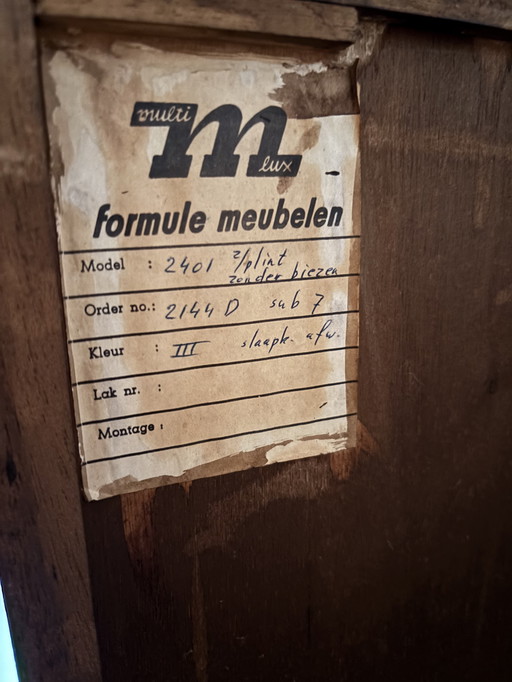 multi
m
lux
formule meubelen
Model : 2401 z/plint
zonder biezen
Order no.: 2144 D sub 7
Kleur : III slaapk. afw.
Lak nr. :
Montage :